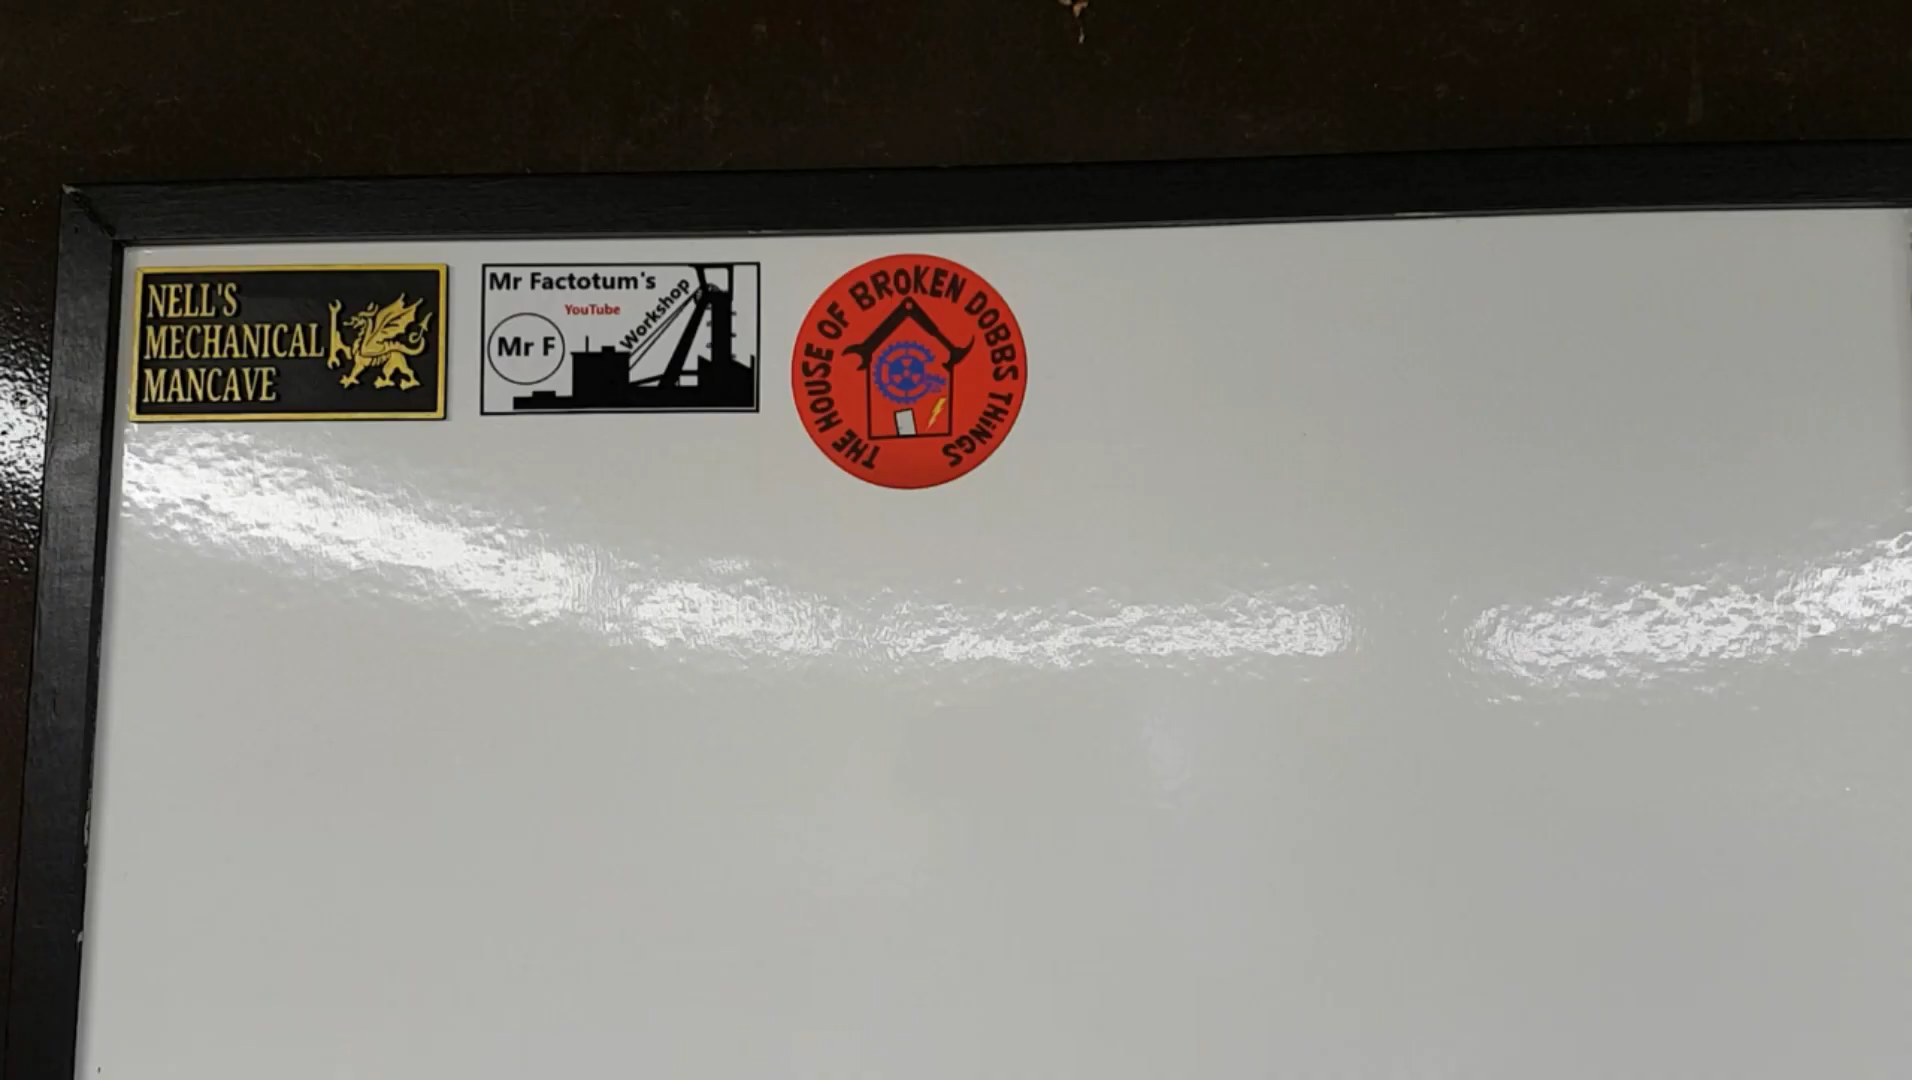 NELL'S
MECHANICAL
MANCAVE
Mr Factotum's
YouTube
Workshop
Mr F
THE HOUSE OF BROKEN DOBBS THiNGS